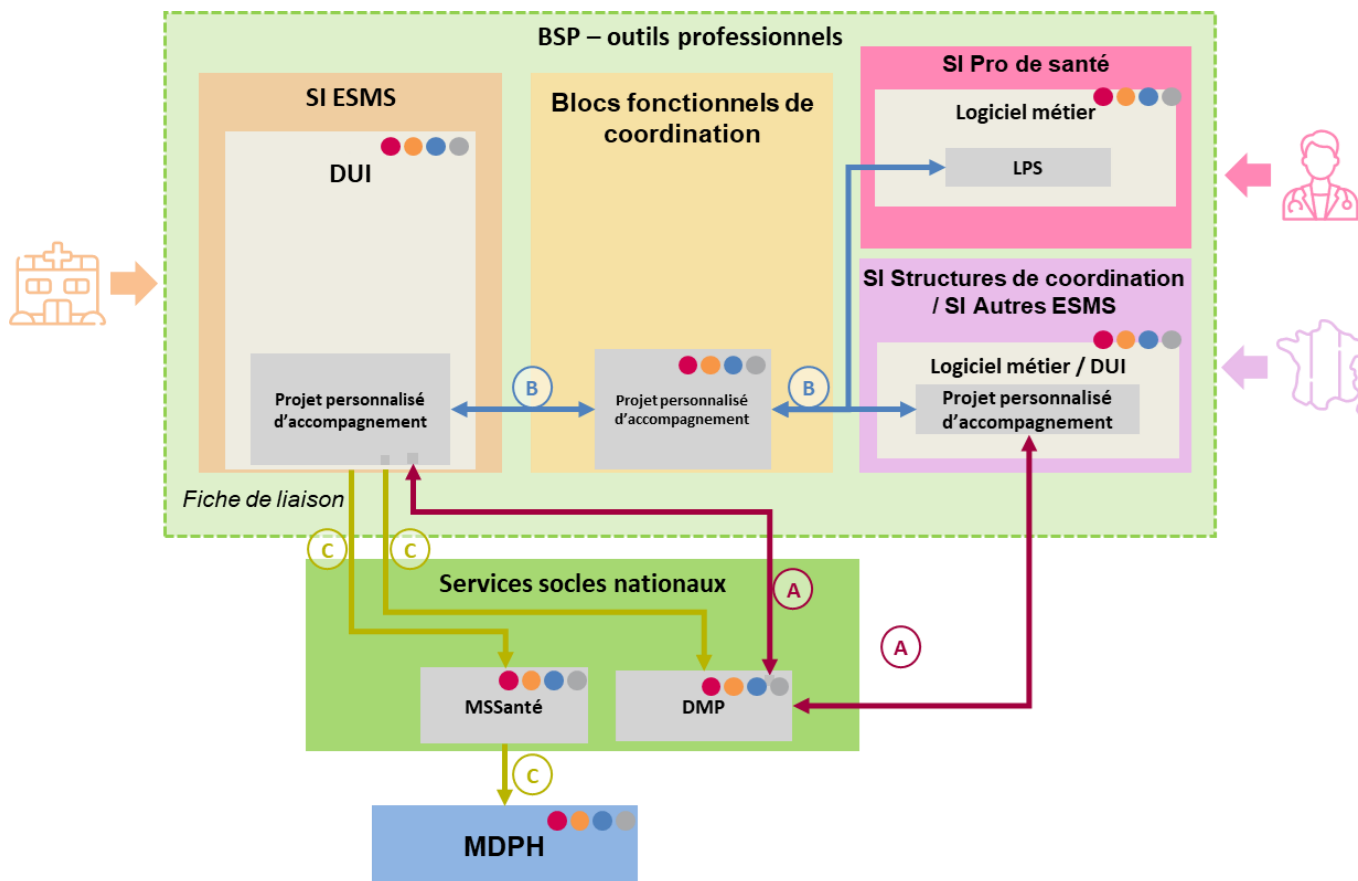 BSP – outils professionnels
SI ESMS
DUI
Projet personnalisé
d’accompagnement
Fiche de liaison
Blocs fonctionnels de
coordination
Projet personnalisé
d’accompagnement
SI Pro de santé
Logiciel métier
LPS
SI Structures de coordination
/ SI Autres ESMS
Logiciel métier / DUI
Projet personnalisé
d’accompagnement
B
B
C
C
A
A
Services socles nationaux
MSSanté
DMP
C
MDPH